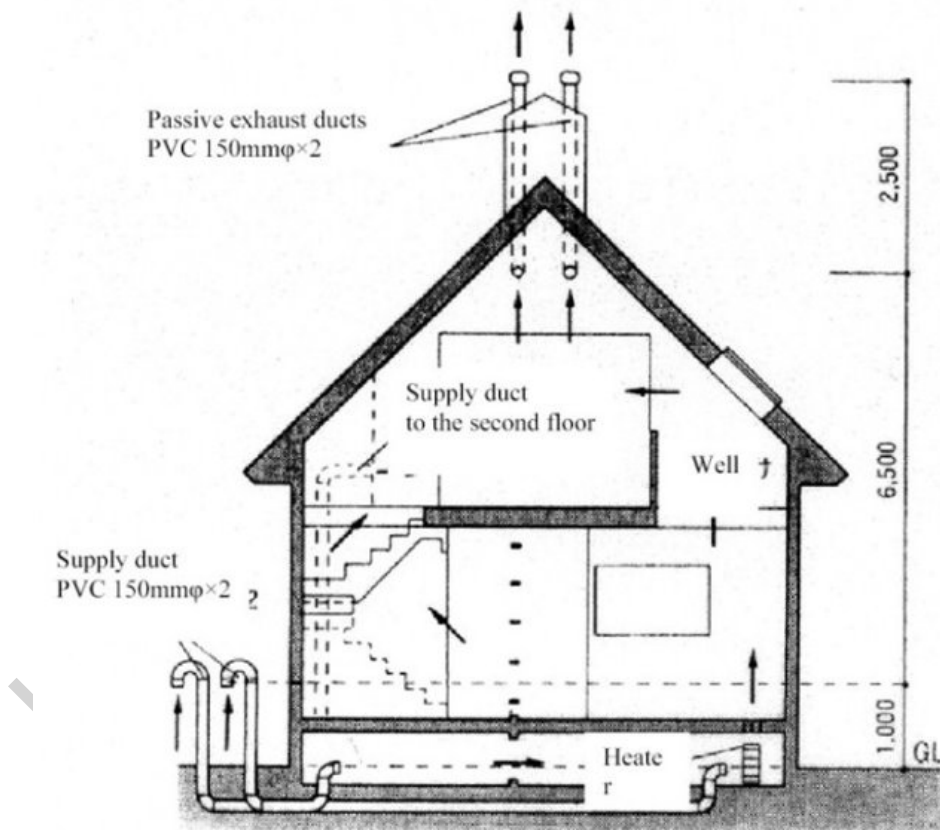 Passive exhaust ducts
PVC 150mmφ×2
2,500
Supply duct
to the second floor
Well
6,500
Supply duct
PVC 150mmφ×2
2
1,000
GL
Heate
r